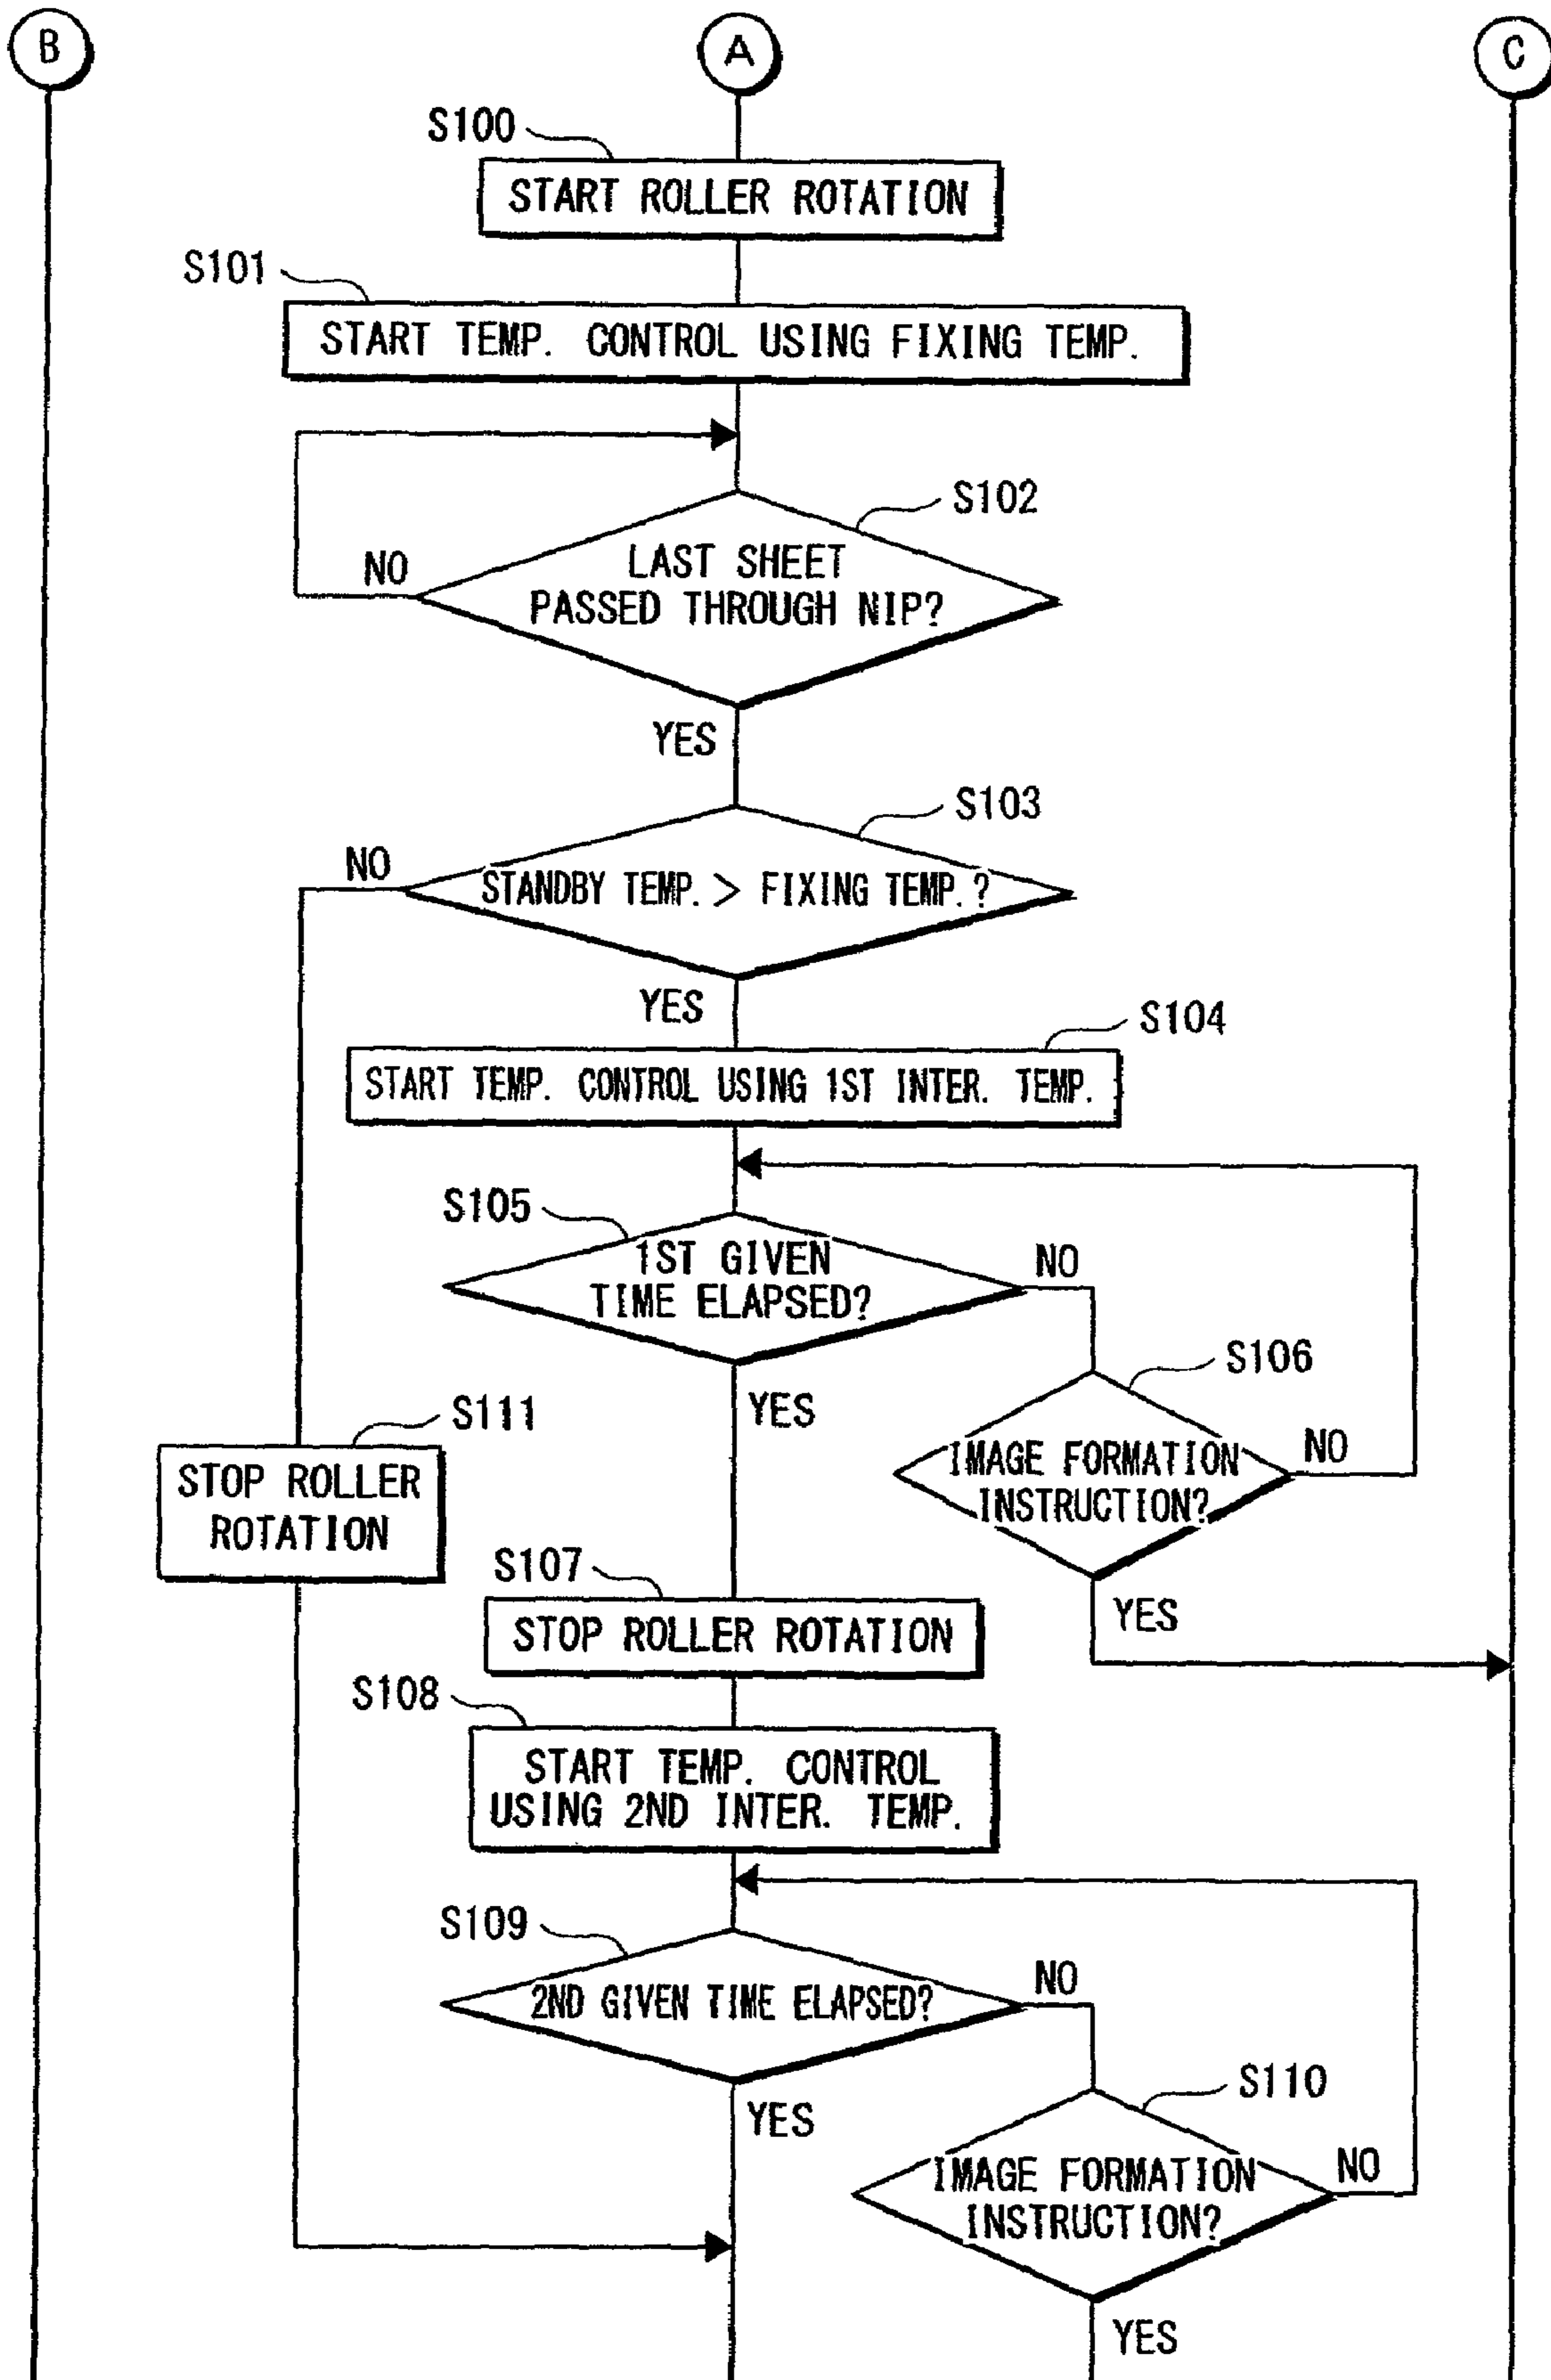 B
A
C
S100
START ROLLER ROTATION
S101
START TEMP. CONTROL USING FIXING TEMP.
S102
LAST SHEET
PASSED THROUGH NIP?
NO
YES
S103
NO
STANDBY TEMP. > FIXING TEMP.?
YES
S104
START TEMP. CONTROL USING 1ST INTER. TEMP.
S105
1ST GIVEN
TIME ELAPSED?
NO
S106
YES
S111
IMAGE FORMATION
INSTRUCTION?
NO
STOP ROLLER
ROTATION
S107
YES
STOP ROLLER ROTATION
S108
START TEMP. CONTROL
USING 2ND INTER. TEMP.
S109
NO
2ND GIVEN TIME ELAPSED?
S110
YES
IMAGE FORMATION
INSTRUCTION?
NO
YES